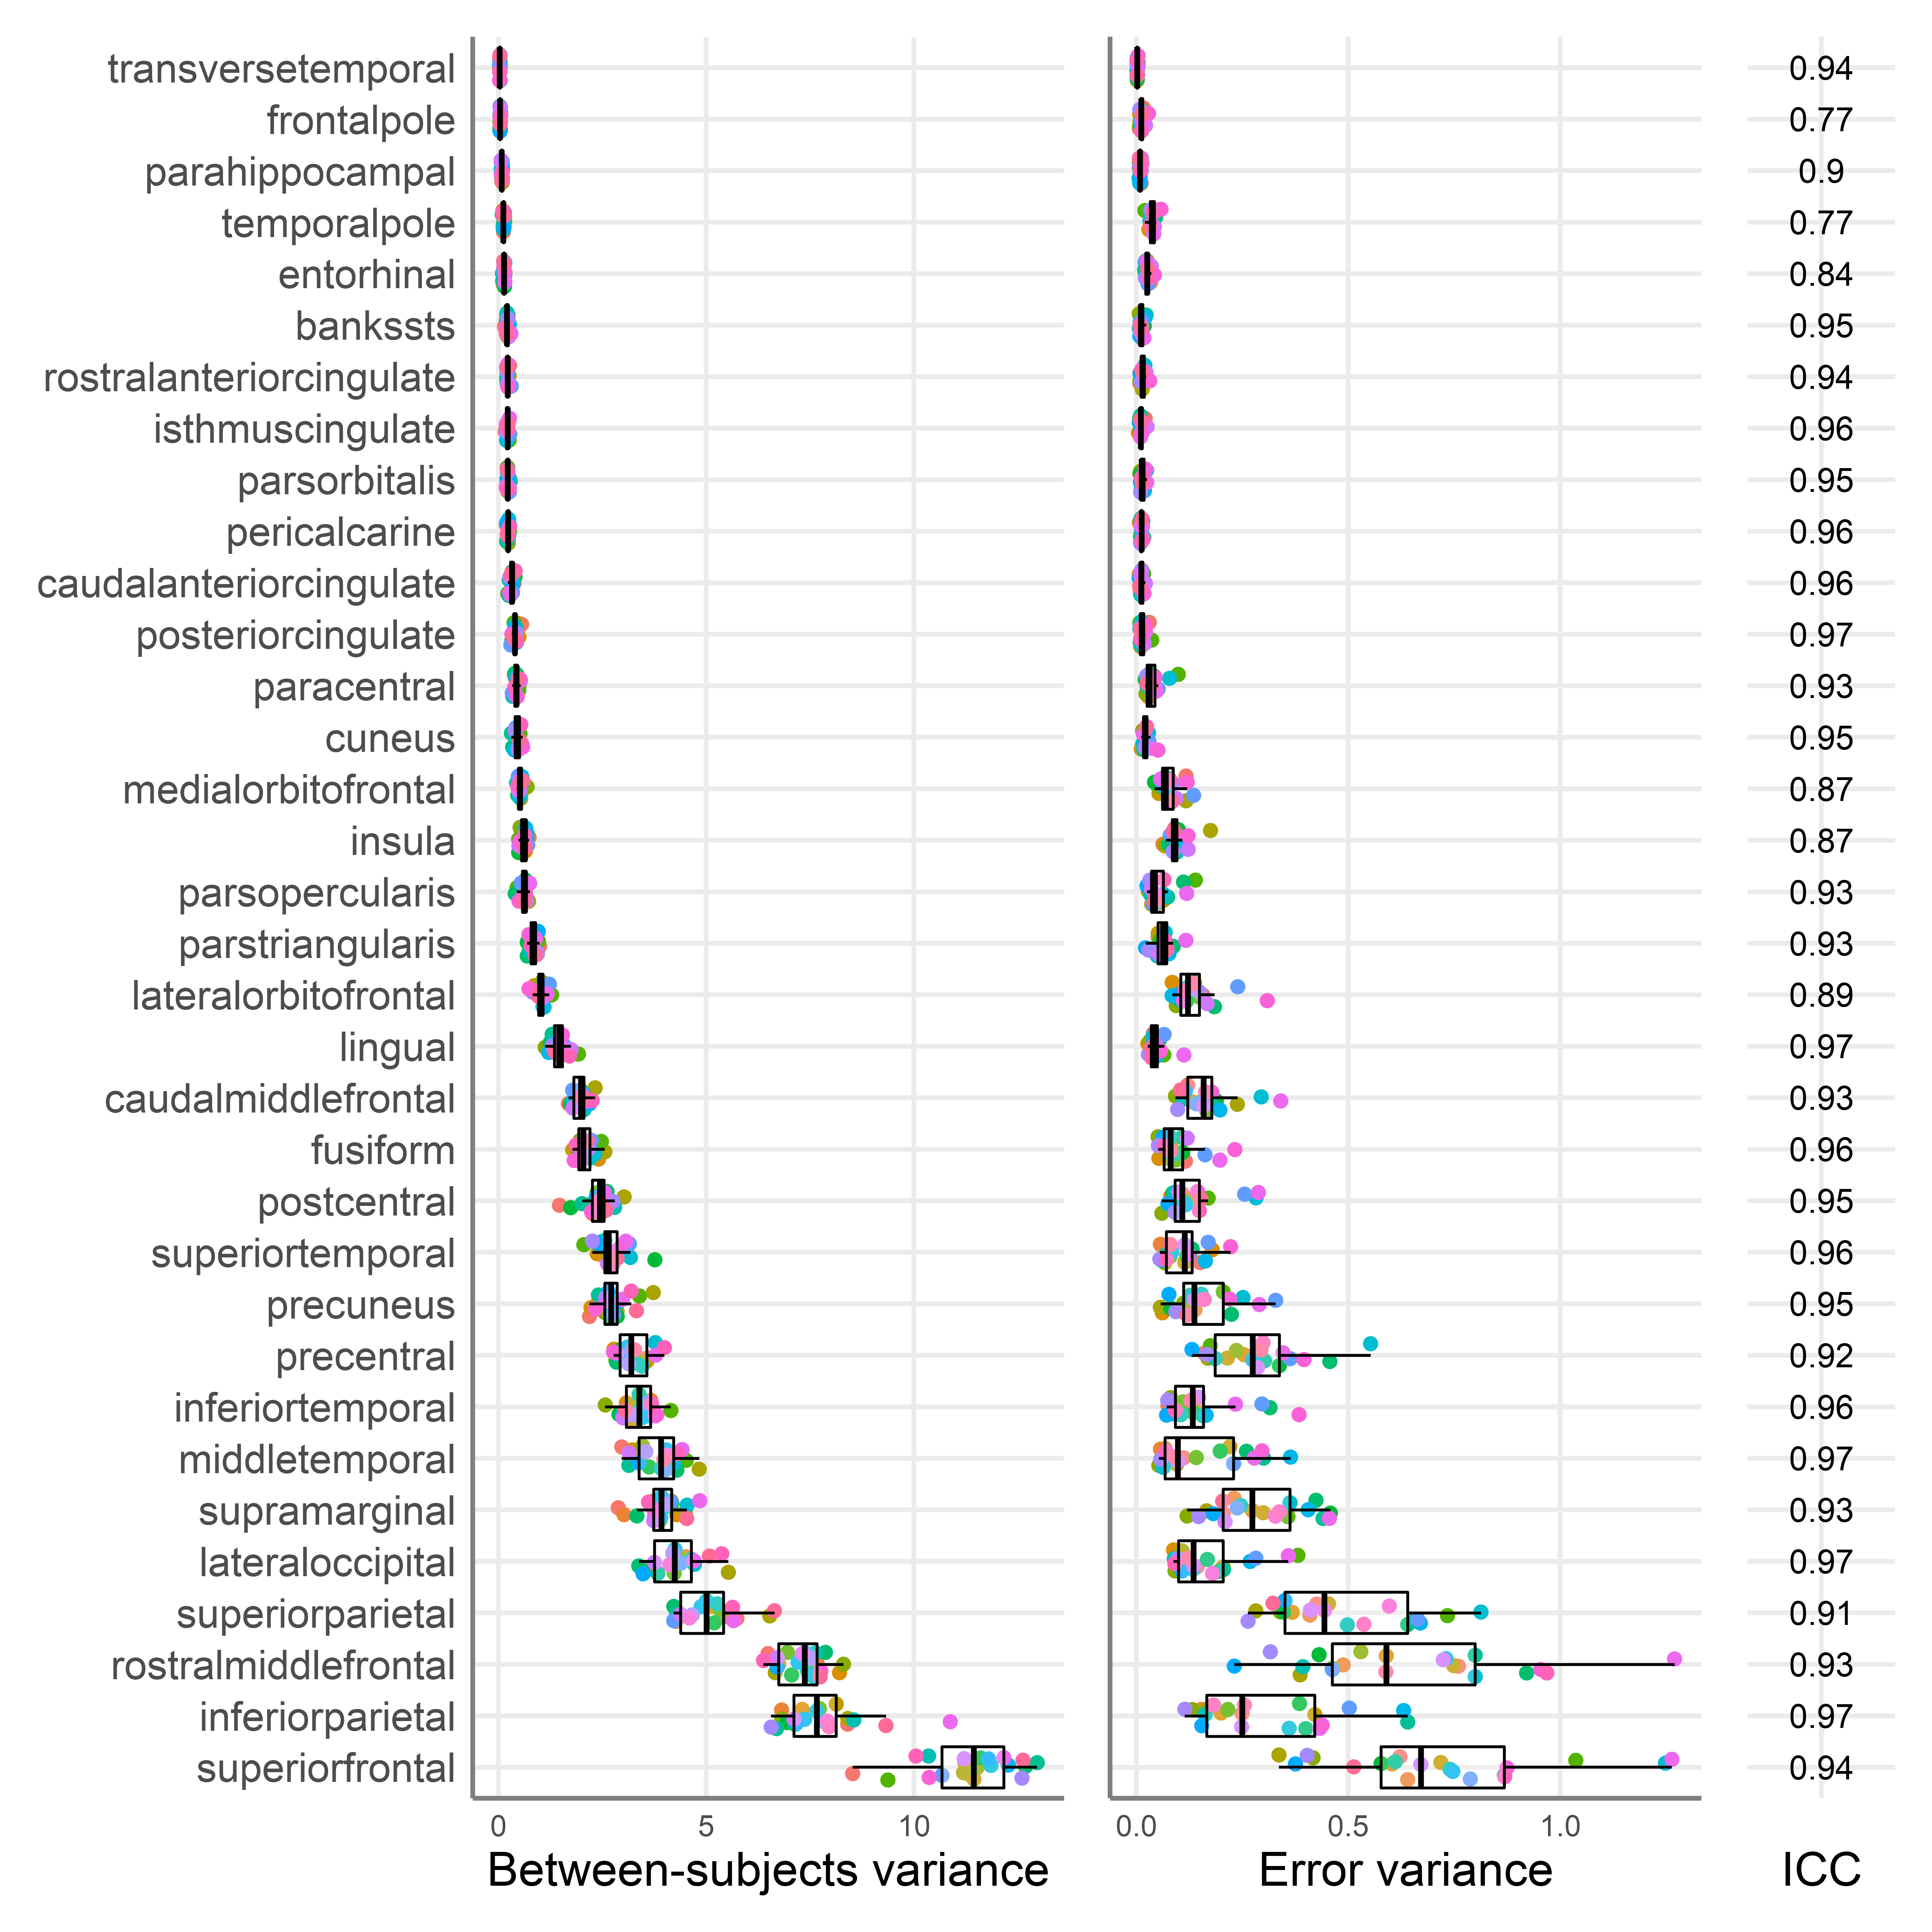 transversetemporal 0.94
frontalpole 0.77
parahippocampal 0.9
temporalpole 0.77
entorhinal 0.84
bankssts 0.95
rostralanteriorcingulate 0.94
isthmuscingulate 0.96
parsorbitalis 0.95
pericalcarine 0.96
caudalanteriorcingulate 0.96
posteriorcingulate 0.97
paracentral 0.93
cuneus 0.95
medialorbitofrontal 0.87
insula 0.87
parsopercularis 0.93
parstriangularis 0.93
lateralorbitofrontal 0.89
lingual 0.97
caudalmiddlefrontal 0.93
fusiform 0.96
postcentral 0.95
superiortemporal 0.96
precuneus 0.95
precentral 0.92
inferiortemporal 0.96
middletemporal 0.97
supramarginal 0.93
lateraloccipital 0.97
superiorparietal 0.91
rostralmiddlefrontal 0.93
inferiorparietal 0.97
superiorfrontal 0.94
0 5 10 0.0 0.5 1.0
Between-subjects variance Error variance ICC